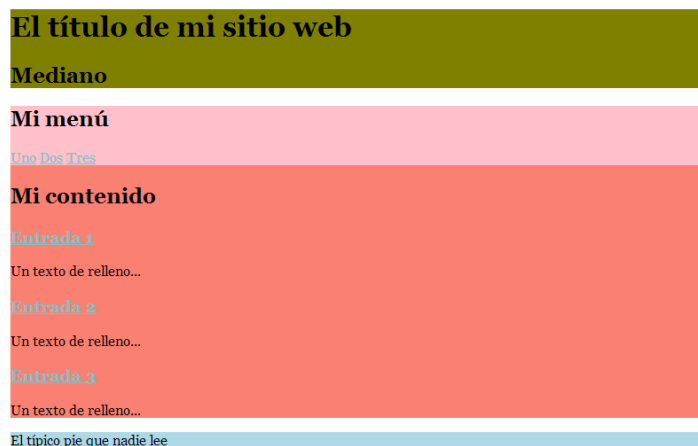 El título de mi sitio web
Mediano
Mi menú
Uno Dos Tres
Mi contenido
Entrada 1
Un texto de relleno...
Entrada 2
Un texto de relleno...
Entrada 3
Un texto de relleno...
El típico pie que nadie lee